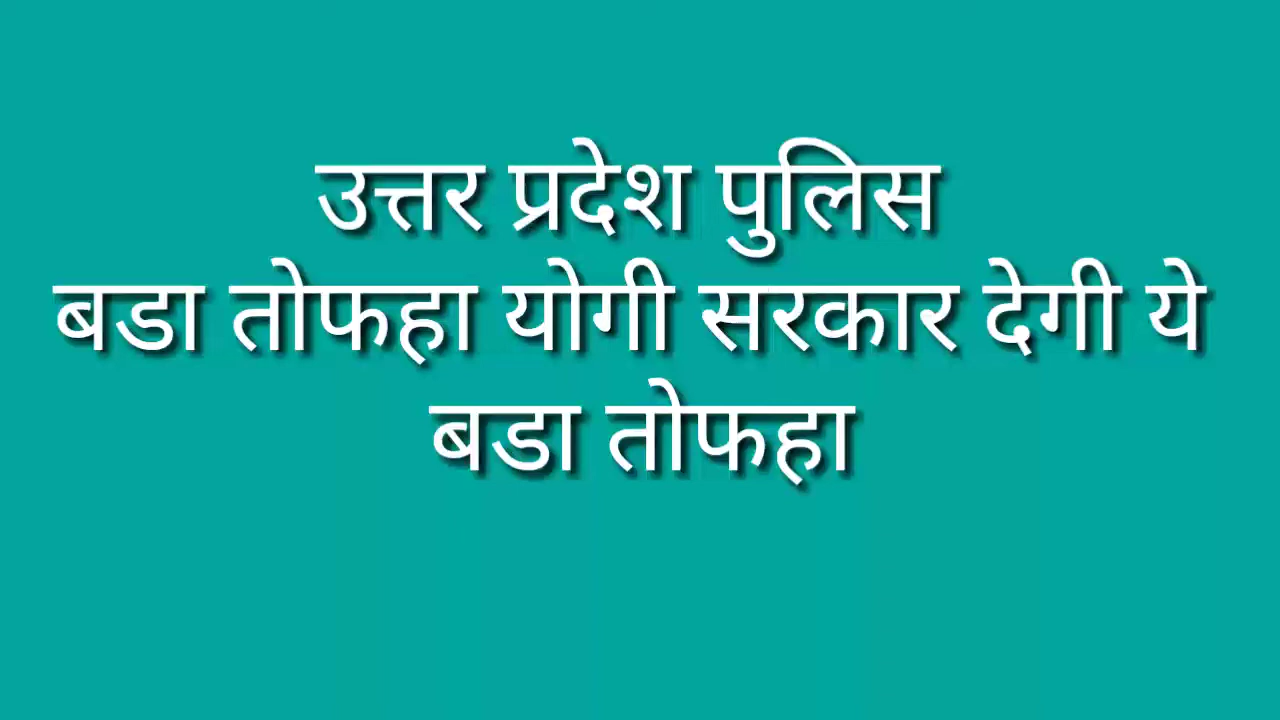 उत्तर प्रदेश पुलिस
बडा तोफहा योगी सरकार देगी ये
बडा तोफहा